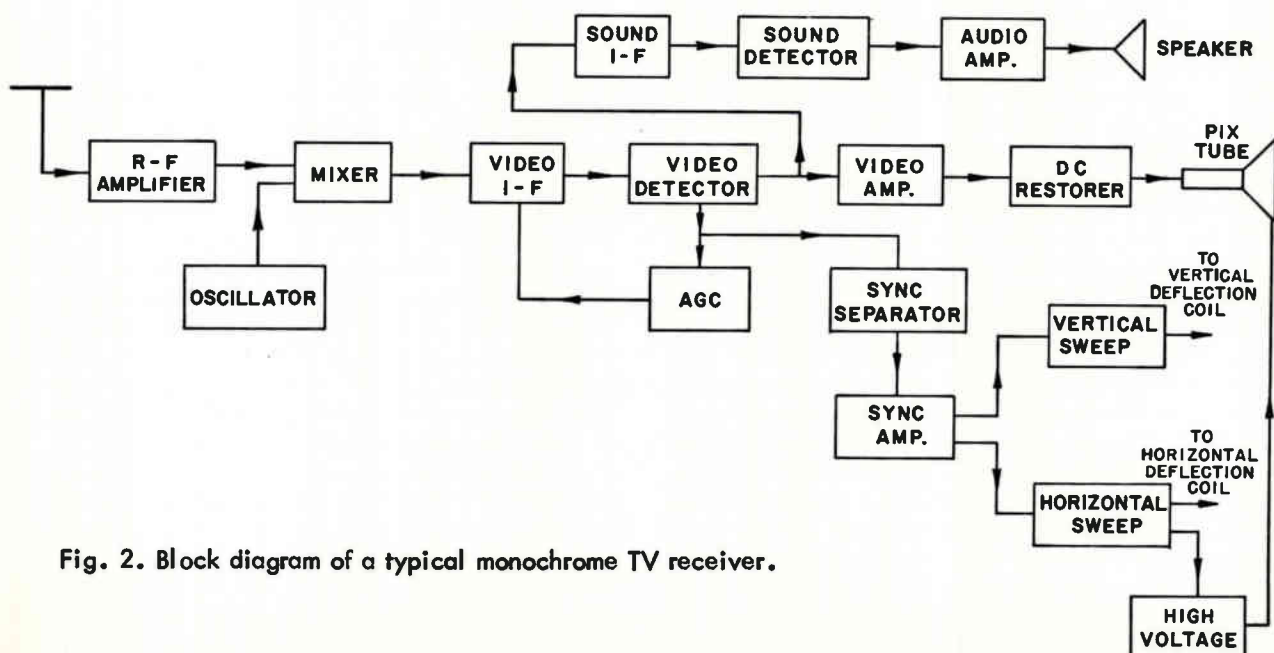 SOUND
I-F
SOUND
DETECTOR
AUDIO
AMP.
SPEAKER
R-F
AMPLIFIER
MIXER
VIDEO
I-F
VIDEO
DETECTOR
VIDEO
AMP.
DC
RESTORER
PIX
TUBE
OSCILLATOR
AGC
SYNC
SEPARATOR
TO
VERTICAL
DEFLECTION
COIL
VERTICAL
SWEEP
SYNC
AMP.
TO
HORIZONTAL
DEFLECTION
COIL
HORIZONTAL
SWEEP
HIGH
VOLTAGE
Fig. 2. Block diagram of a typical monochrome TV receiver.